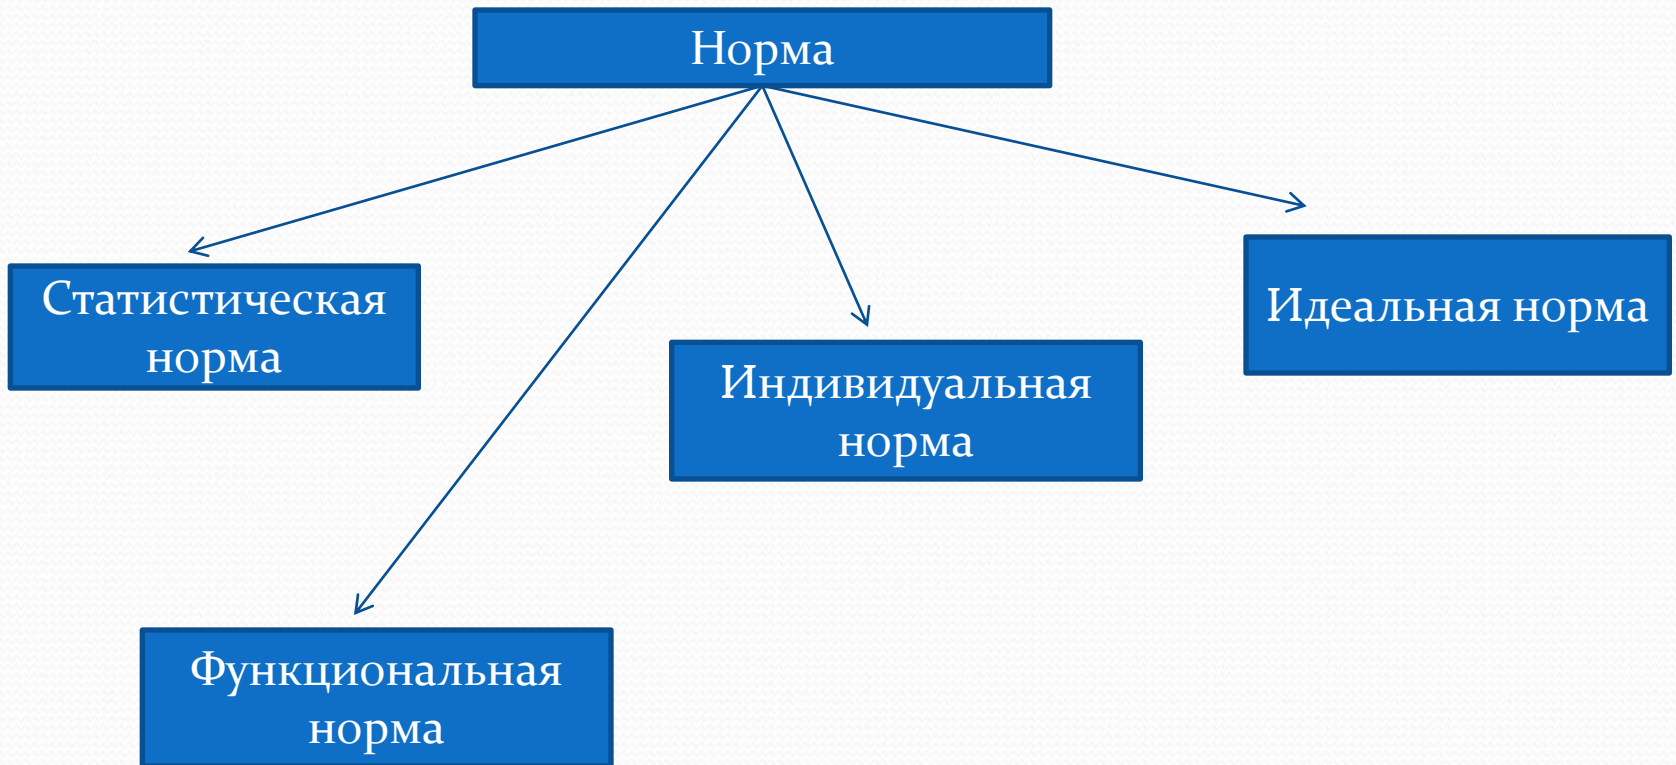 Норма
Статистическая
норма
Идеальная норма
Индивидуальная
норма
Функциональная
норма